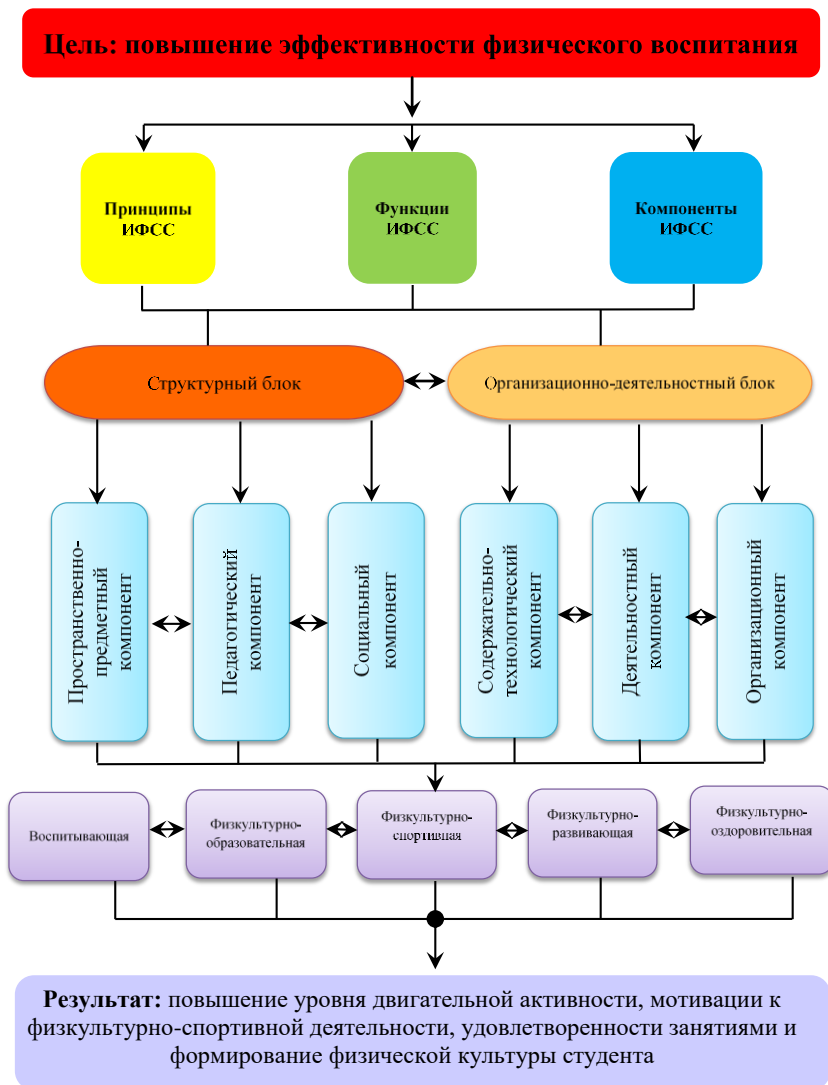 Цель: повышение эффективности физического воспитания
Принципы
ИФСС
Функции
ИФСС
Компоненты
ИФСС
Структурный блок
Организационно-деятельностный блок
Пространственно-
предметный
компонент
Педагогический
компонент
Социальный
компонент
Содержательно-
технологический
компонент
Деятельностный
компонент
Организационный
компонент
Воспитывающая
Физкультурно-
образовательная
Физкультурно-
спортивная
Физкультурно-
развивающая
Физкультурно-
оздоровительная
Результат: повышение уровня двигательной активности, мотивации к
физкультурно-спортивной деятельности, удовлетворенности занятиями и
формирование физической культуры студента